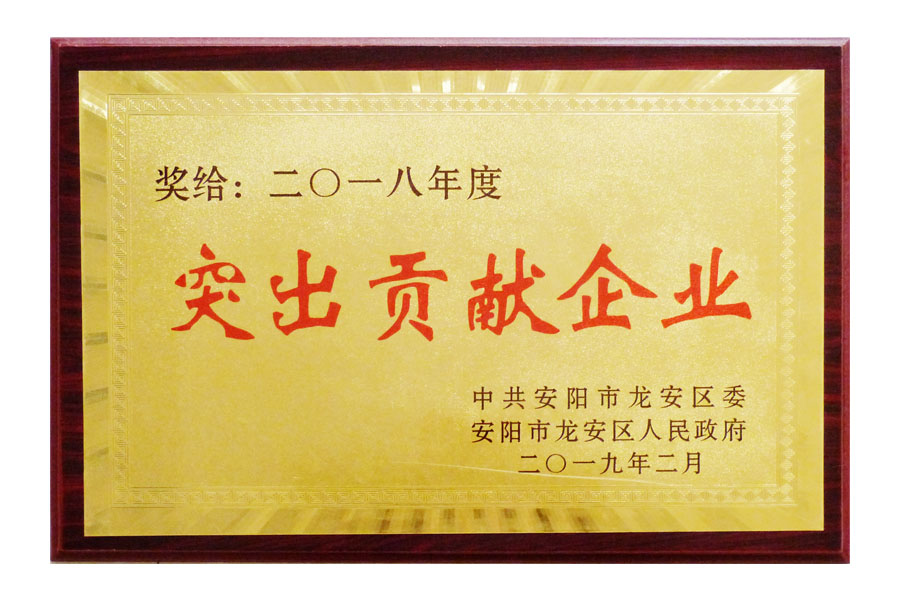 奖给：二〇一八年度
突出贡献企业
中共安阳市龙安区委
安阳市龙安区人民政府
二〇一九年二月